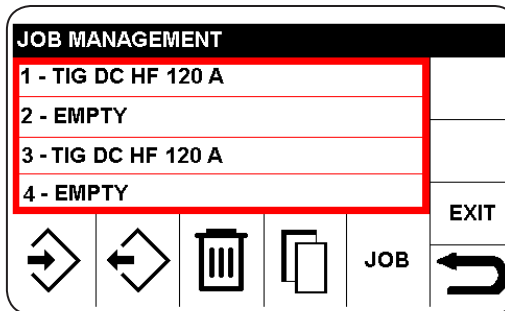 JOB MANAGEMENT
1 - TIG DC HF 120 A
2 - EMPTY
3 - TIG DC HF 120 A
4 - EMPTY
EXIT
JOB